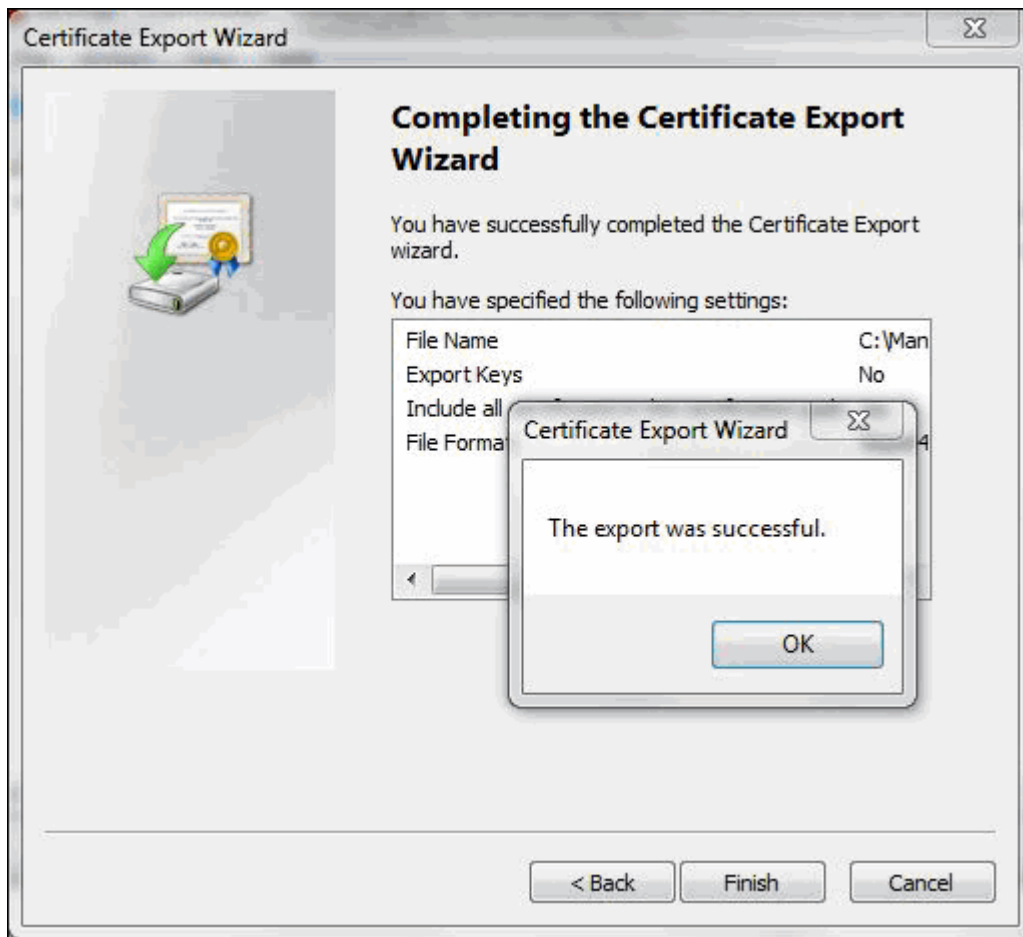 Certificate Export Wizard
Completing the Certificate Export
Wizard
You have successfully completed the Certificate Export
wizard.
You have specified the following settings:
File Name C:\Man
Export Keys No
Include all
File Forma 4
Certificate Export Wizard
The export was successful.
OK
< Back Finish Cancel